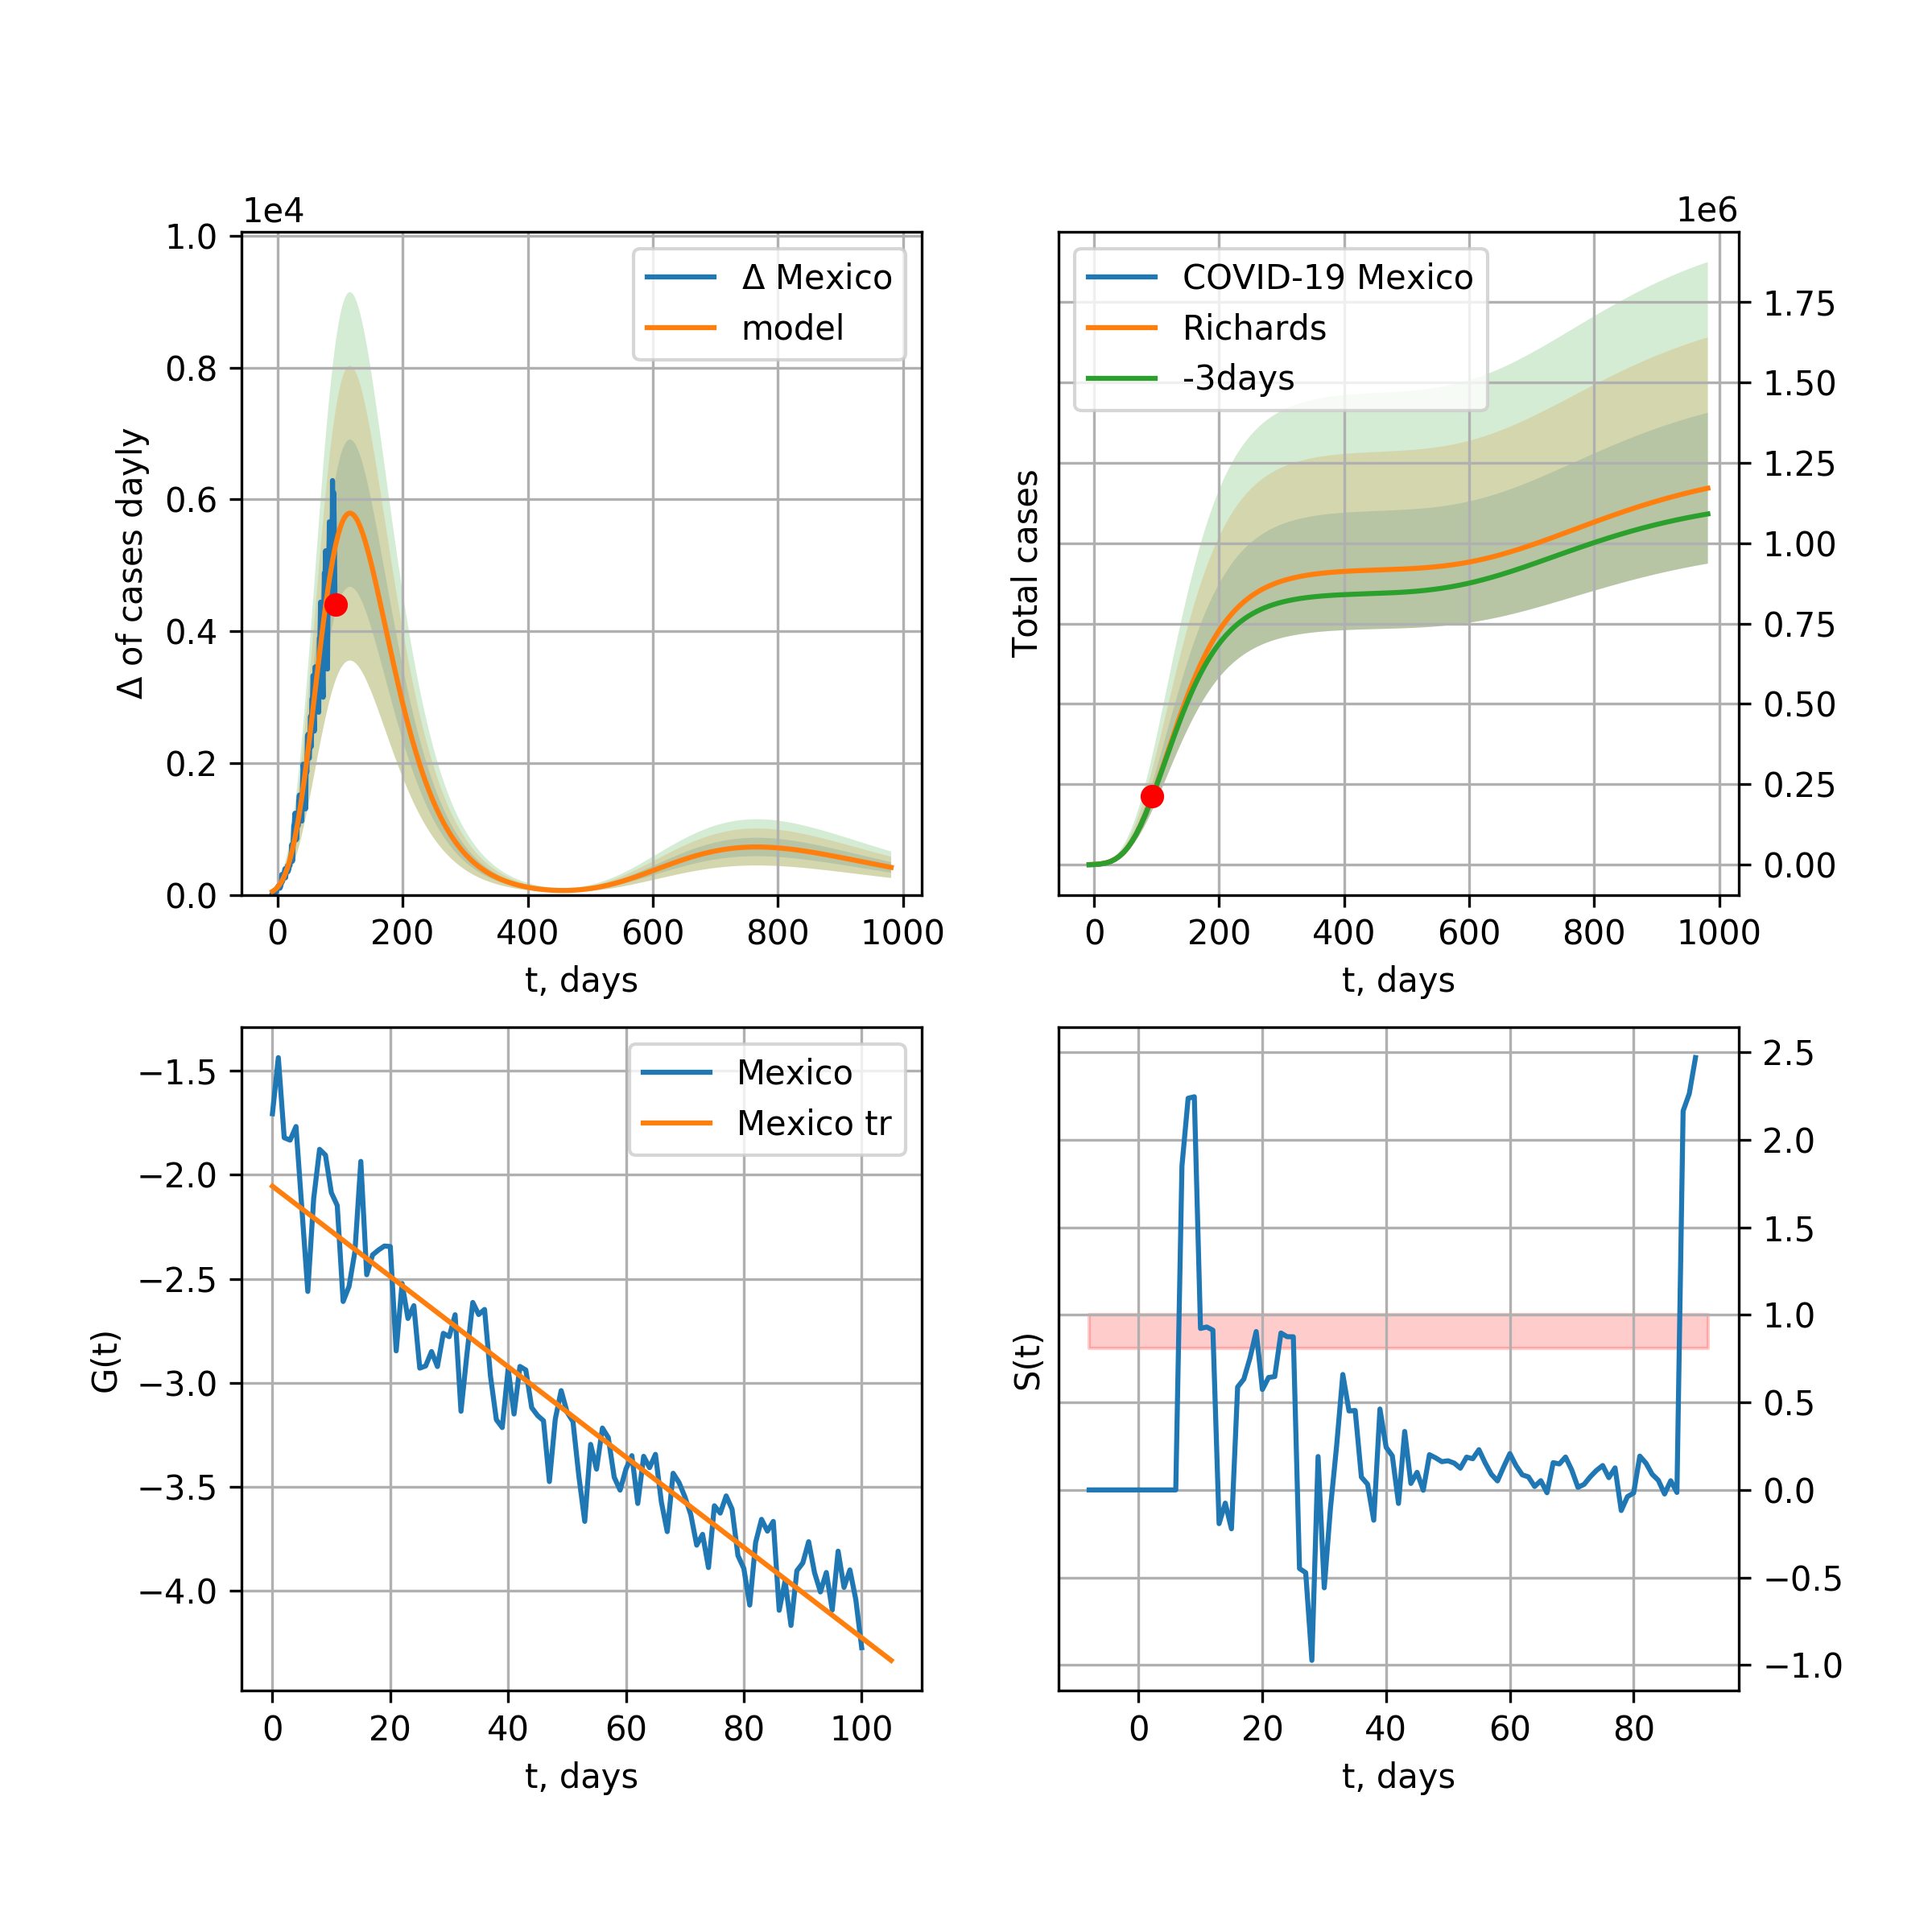 1e4
1.0
0.8
0.6
0.4
0.2
0.0
Δ of cases dayly
Δ Mexico
model
0 200 400 600 800 1000
t, days
1e6
COVID-19 Mexico
Richards
-3days
Total cases
1.75
1.50
1.25
1.00
0.75
0.50
0.25
0.00
0 200 400 600 800 1000
t, days
Mexico
Mexico tr
−1.5
−2.0
−2.5
−3.0
−3.5
−4.0
G(t)
0 20 40 60 80 100
t, days
S(t)
2.5
2.0
1.5
1.0
0.5
0.0
−0.5
−1.0
0 20 40 60 80
t, days